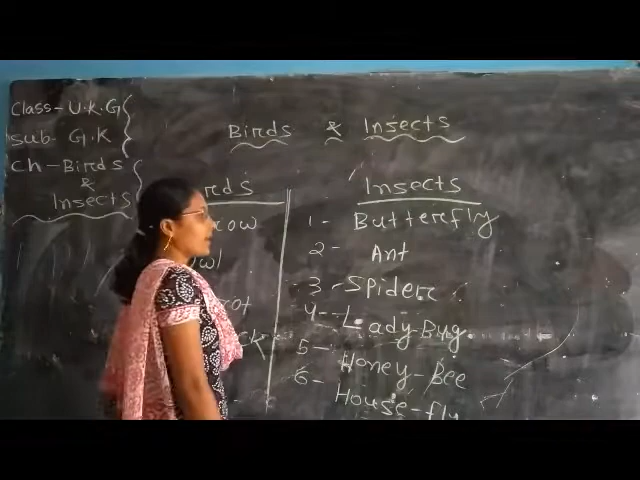 Class- U.K.G
Sub- G.K
Ch- Birds
&
Insects
Birds & Insects
Insects
1- Butterfly
2- Ant
3- Spider
4- Lady-Bug
5- Honey-Bee
6- House-fly